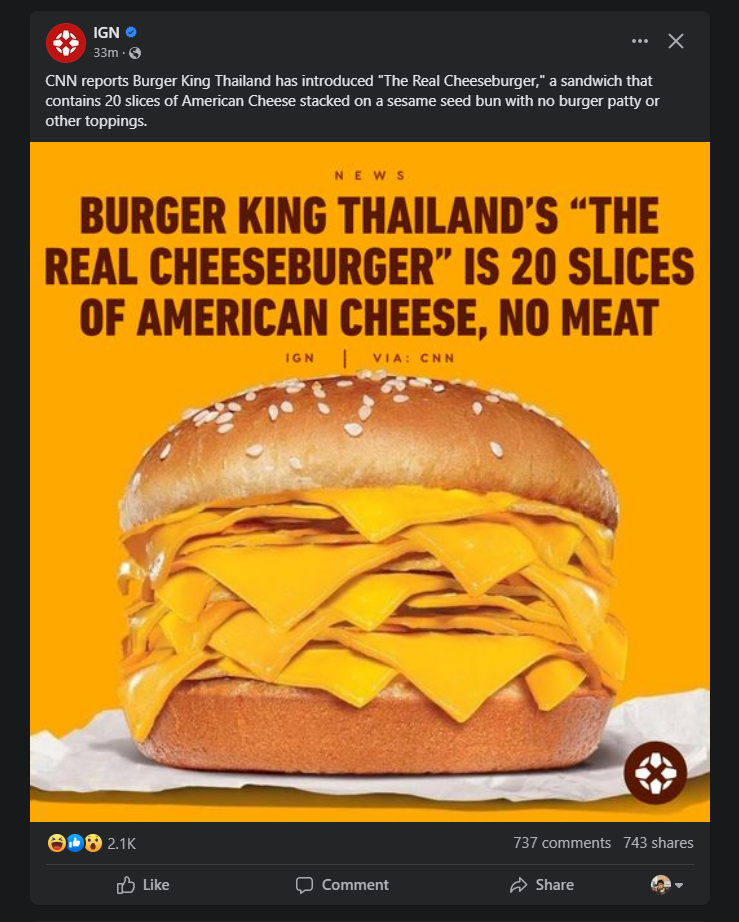 IGN
33m ·
CNN reports Burger King Thailand has introduced "The Real Cheeseburger," a sandwich that
contains 20 slices of American Cheese stacked on a sesame seed bun with no burger patty or
other toppings.
NEWS
BURGER KING THAILAND'S “THE
REAL CHEESEBURGER” IS 20 SLICES
OF AMERICAN CHEESE, NO MEAT
IGN | VIA: CNN
2.1K
737 comments 743 shares
Like Comment Share